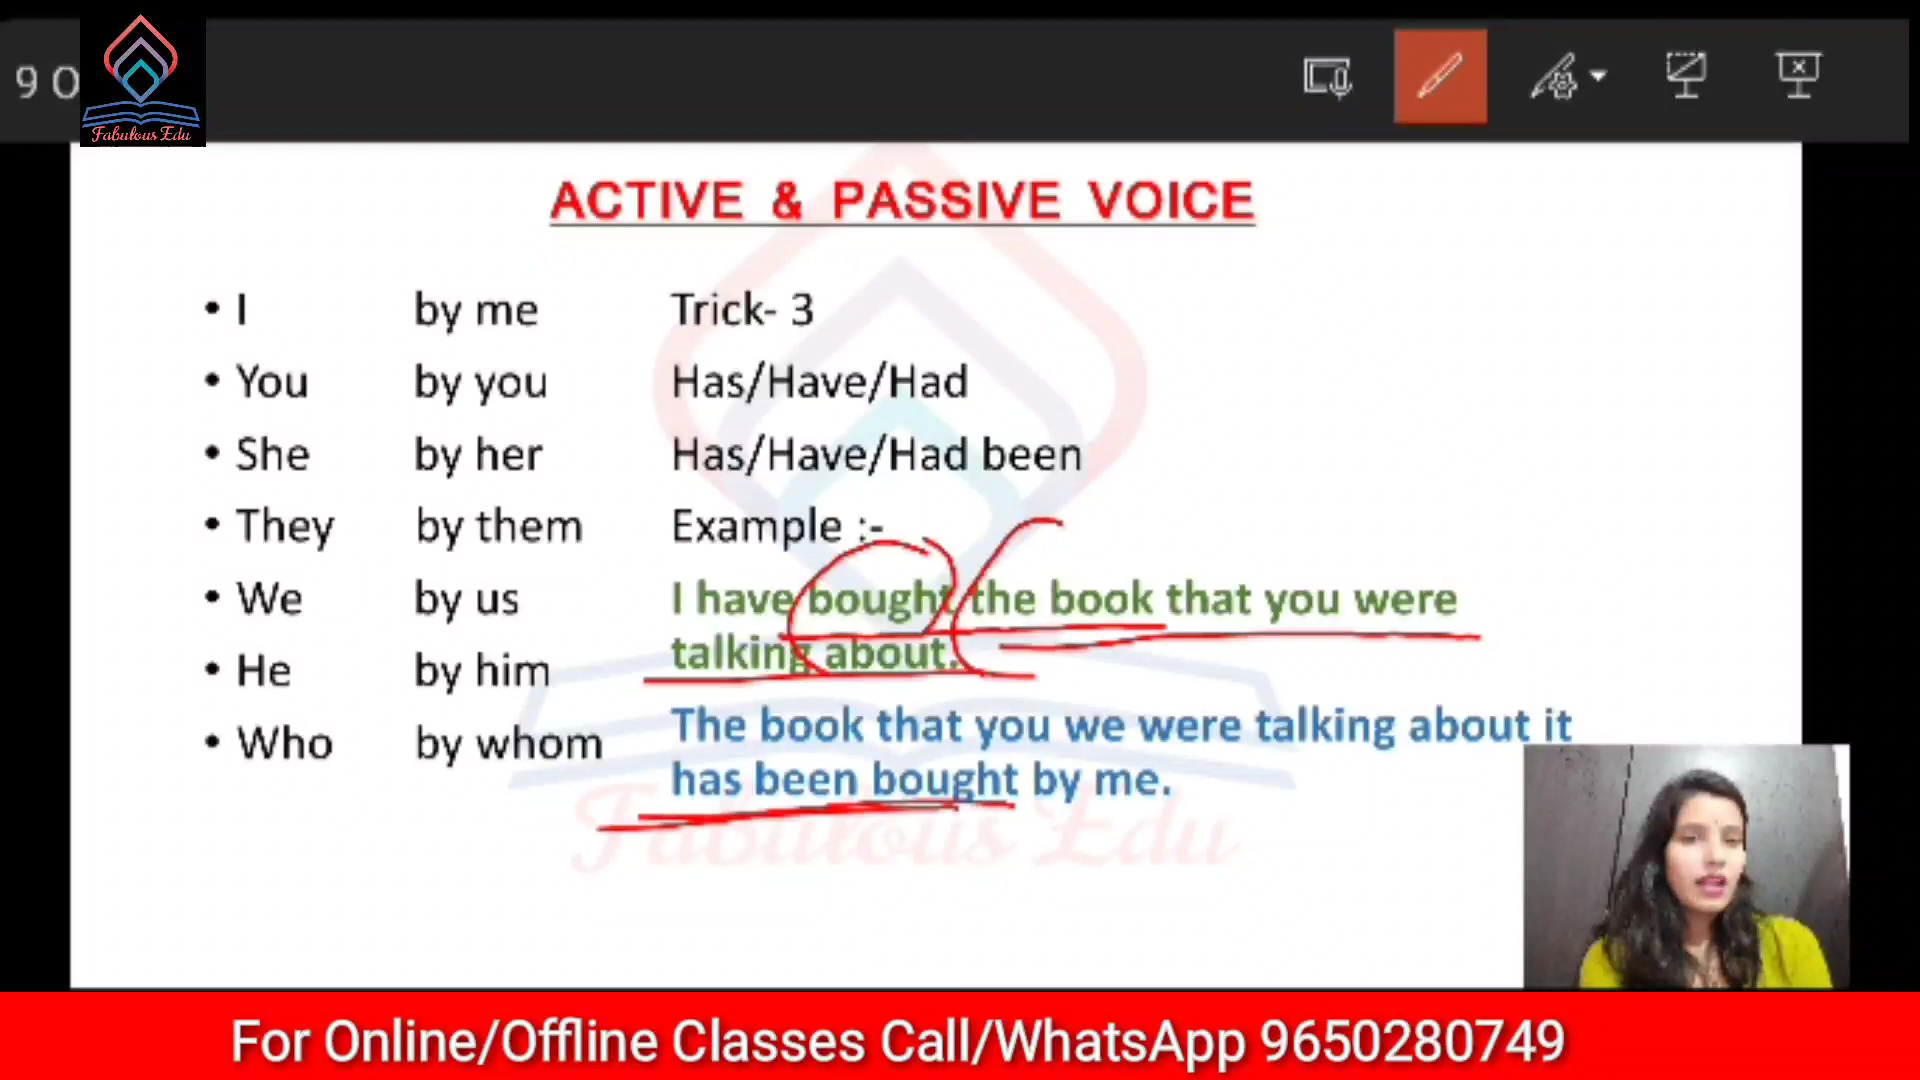 9 O
Fabulous Edu
ACTIVE & PASSIVE VOICE
• I by me Trick- 3
• You by you Has/Have/Had
• She by her Has/Have/Had been
• They by them Example :-
• We by us I have bought the book that you were
talking about.
• He by him
The book that you we were talking about it
• Who by whom
has been bought by me.
Fabulous Edu
For Online/Offline Classes Call/WhatsApp 9650280749